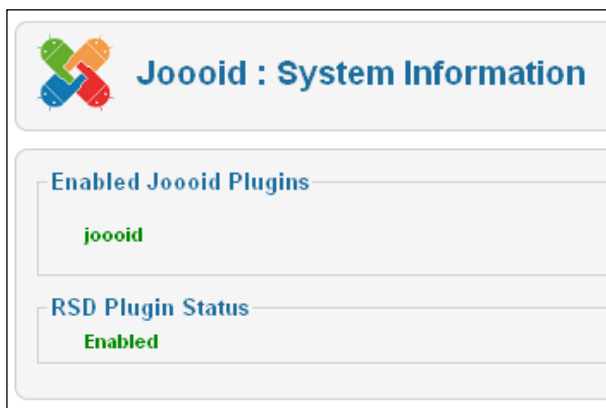 Joooid : System Information
Enabled Joooid Plugins
joooid
RSD Plugin Status
Enabled